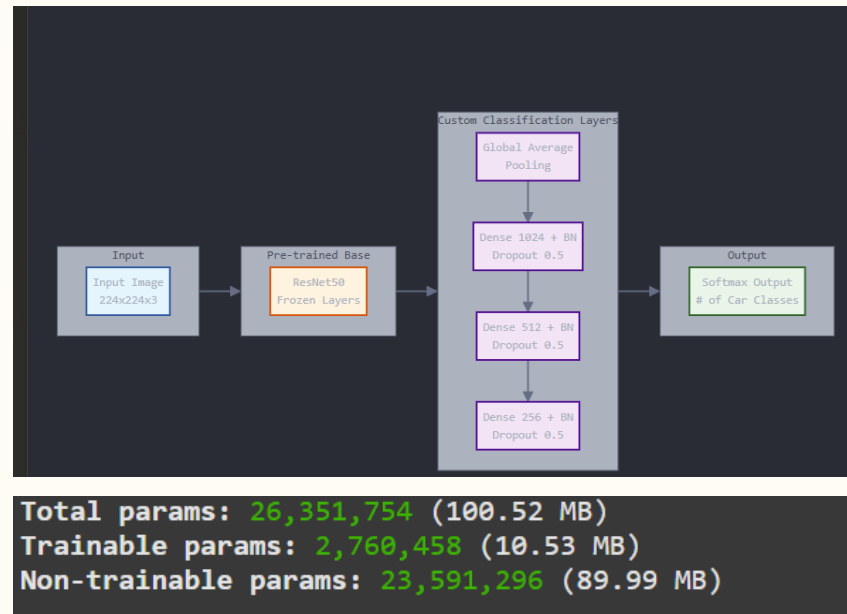 Input
Input Image
224x224x3
Pre-trained Base
ResNet50
Frozen Layers
Custom Classification Layers
Global Average
Pooling
Dense 1024 + BN
Dropout 0.5
Dense 512 + BN
Dropout 0.5
Dense 256 + BN
Dropout 0.5
Output
Softmax Output
# of Car Classes
Total params: 26,351,754 (100.52 MB)
Trainable params: 2,760,458 (10.53 MB)
Non-trainable params: 23,591,296 (89.99 MB)